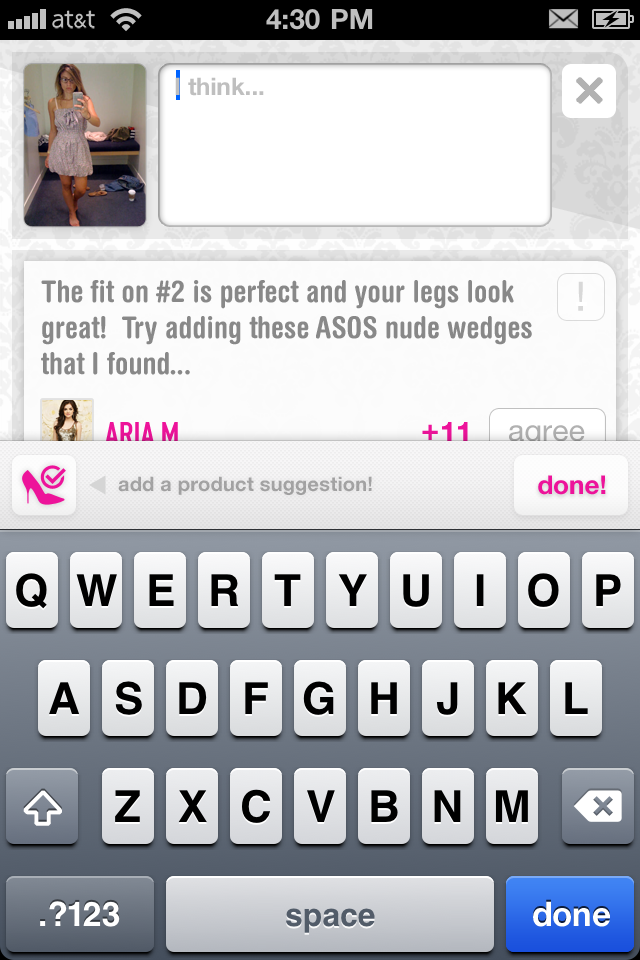 at&t 4:30 PM
think...
The fit on #2 is perfect and your legs look
great! Try adding these ASOS nude wedges
that I found...
!
ARIA M +11 agree
add a product suggestion! done!
Q W E R T Y U I O P
A S D F G H J K L
Z X C V B N M
.?123 space done